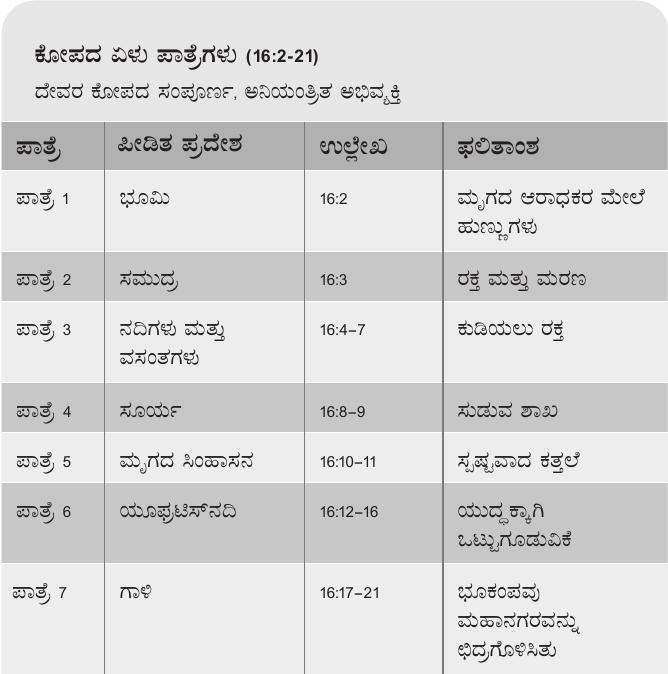 ಕೋಪದ ಏಳು ಪಾತ್ರೆಗಳು (16:2-21)
ದೇವರ ಕೋಪದ ಸಂಪೂರ್ಣ, ಅನಿಯಂತ್ರಿತ ಅಭಿವ್ಯಕ್ತಿ
ಪಾತ್ರೆ ಪೀಡಿತ ಪ್ರದೇಶ ಉಲ್ಲೇಖ ಫಲಿತಾಂಶ
ಪಾತ್ರೆ 1 ಭೂಮಿ 16:2 ಮೃಗದ ಆರಾಧಕರ ಮೇಲೆ
ಹುಣ್ಣುಗಳು
ಪಾತ್ರೆ 2 ಸಮುದ್ರ 16:3 ರಕ್ತ ಮತ್ತು ಮರಣ
ಪಾತ್ರೆ 3 ನದಿಗಳು ಮತ್ತು 16:4–7 ಕುಡಿಯಲು ರಕ್ತ
ವಸಂತಗಳು
ಪಾತ್ರೆ 4 ಸೂರ್ಯ 16:8–9 ಸುಡುವ ಶಾಖ
ಪಾತ್ರೆ 5 ಮೃಗದ ಸಿಂಹಾಸನ 16:10–11 ಸ್ಪಷ್ಟವಾದ ಕತ್ತಲೆ
ಪಾತ್ರೆ 6 ಯೂಫ್ರಟಿಸ್‌ನದಿ 16:12–16 ಯುದ್ಧಕ್ಕಾಗಿ
ಒಟ್ಟುಗೂಡುವಿಕೆ
ಪಾತ್ರೆ 7 ಗಾಳಿ 16:17–21 ಭೂಕಂಪವು
ಮಹಾನಗರವನ್ನು
ಛಿದ್ರಗೊಳಿಸಿತು